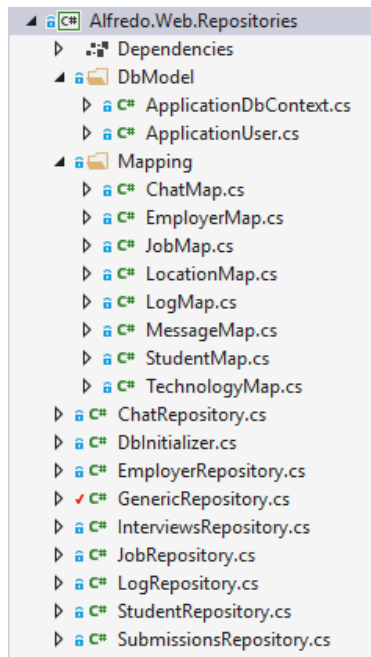 C# Alfredo.Web.Repositories
Dependencies
DbModel
C# ApplicationDbContext.cs
C# ApplicationUser.cs
Mapping
C# ChatMap.cs
C# EmployerMap.cs
C# JobMap.cs
C# LocationMap.cs
C# LogMap.cs
C# MessageMap.cs
C# StudentMap.cs
C# TechnologyMap.cs
C# ChatRepository.cs
C# DbInitializer.cs
C# EmployerRepository.cs
C# GenericRepository.cs
C# InterviewsRepository.cs
C# JobRepository.cs
C# LogRepository.cs
C# StudentRepository.cs
C# SubmissionsRepository.cs